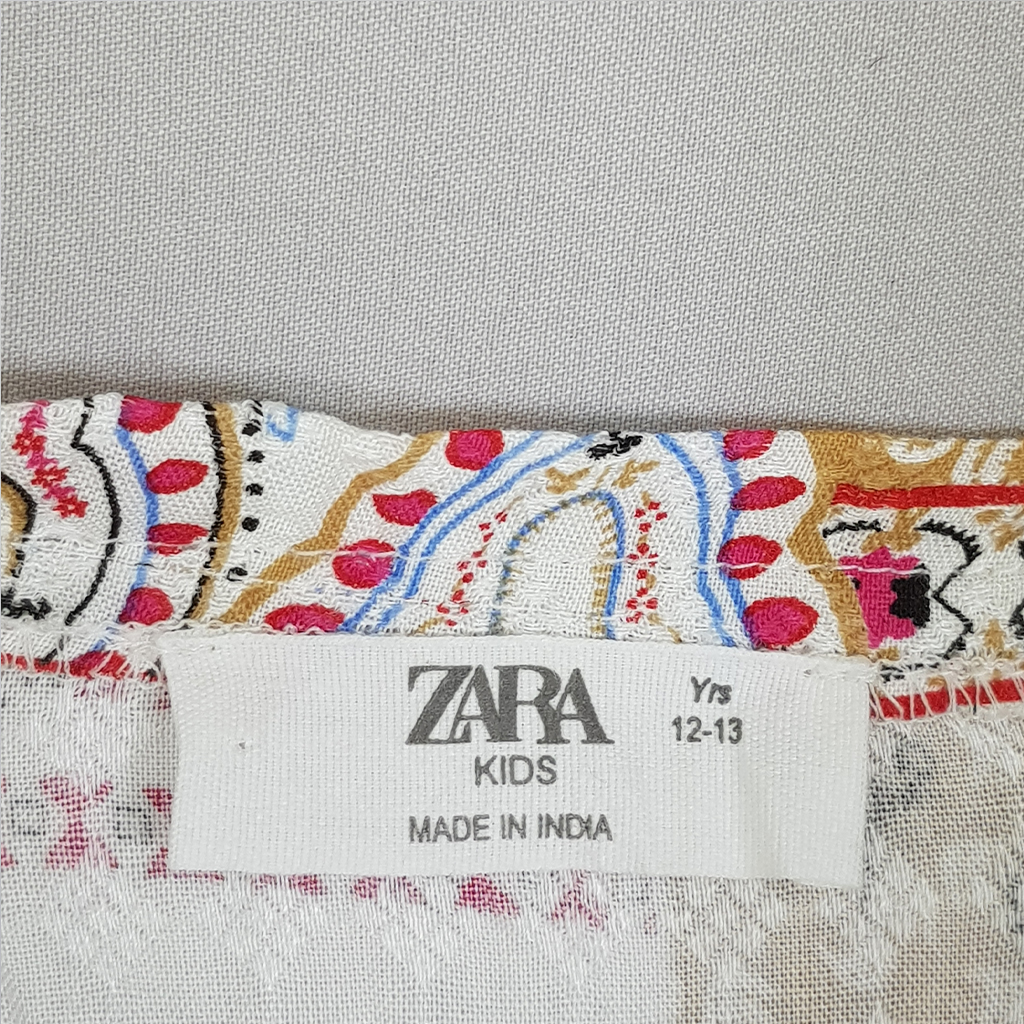 ZARA
KIDS
Yrs
12-13
MADE IN INDIA